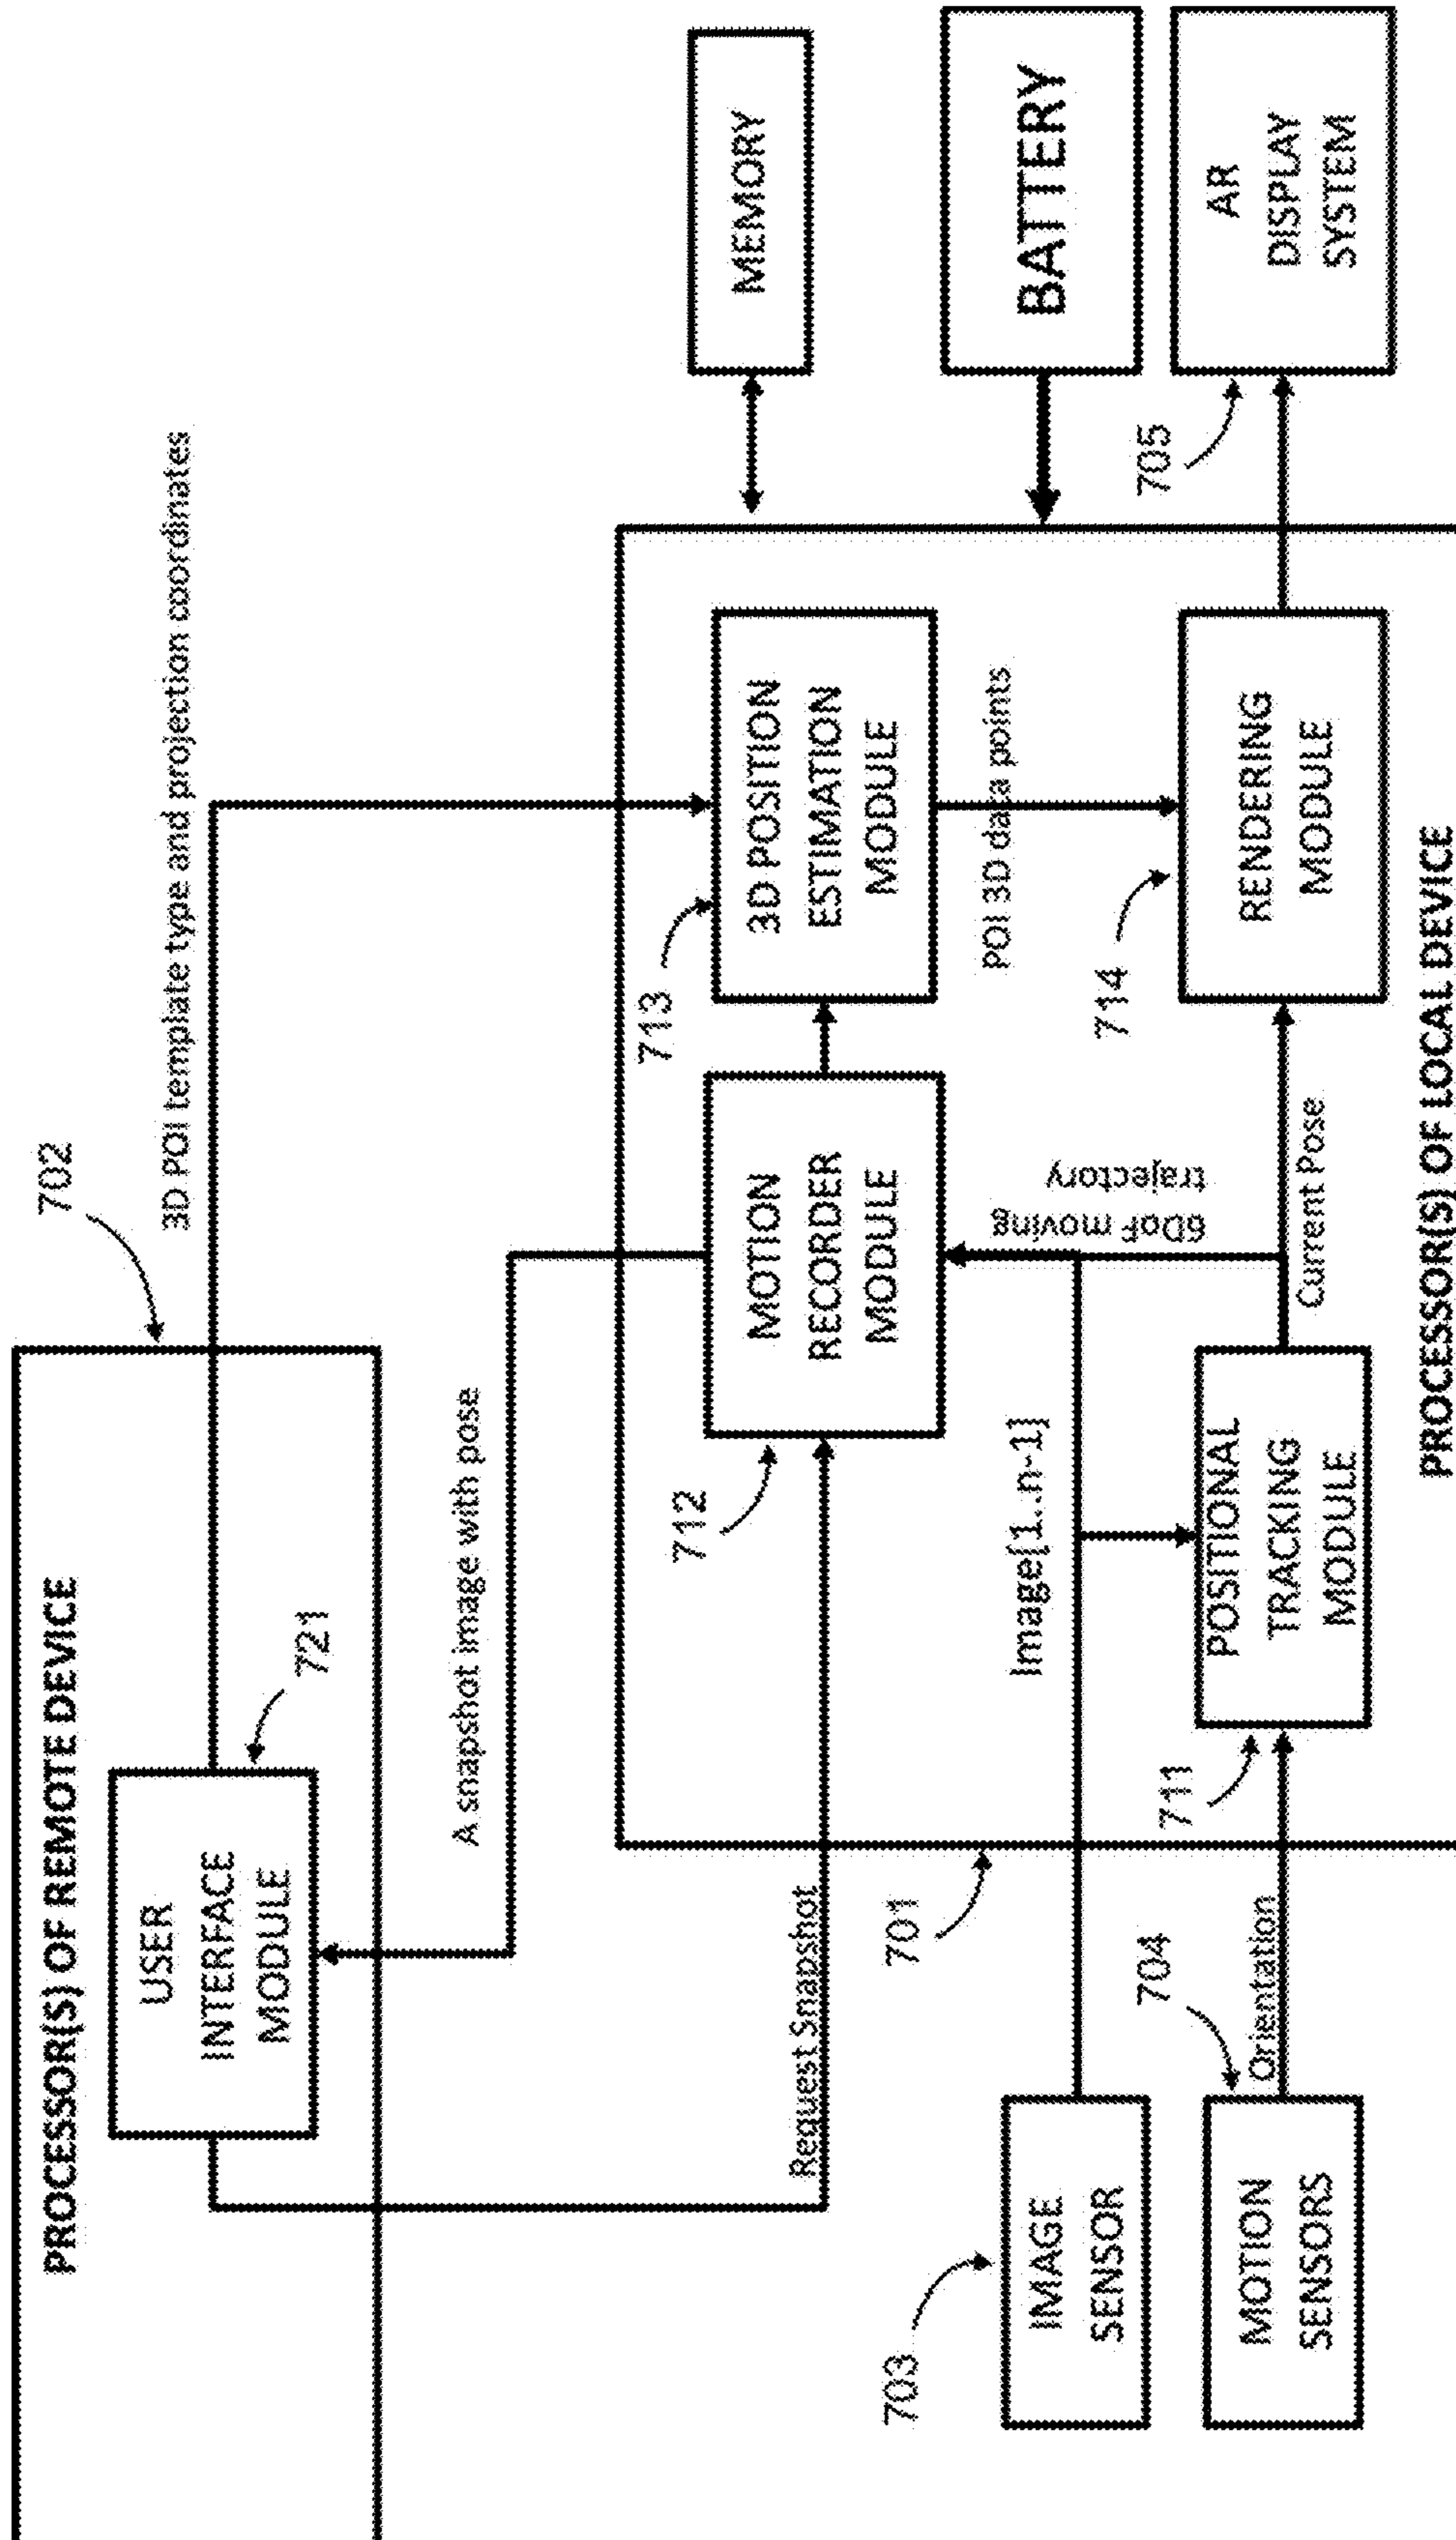 PROCESSOR(S) OF REMOTE DEVICE
702
USER
INTERFACE
MODULE
721
3D POI template type and projection coordinates
A snapshot image with pose
Request Snapshot
701
712
MOTION
RECORDER
MODULE
713
3D POSITION
ESTIMATION
MODULE
MEMORY
BATTERY
703
IMAGE
SENSOR
Image[1..n-1]
6DoF moving
trajectory
POI 3D data points
704
MOTION
SENSORS
Orientation
711
POSITIONAL
TRACKING
MODULE
Current Pose
714
RENDERING
MODULE
705
AR
DISPLAY
SYSTEM
PROCESSOR(S) OF LOCAL DEVICE